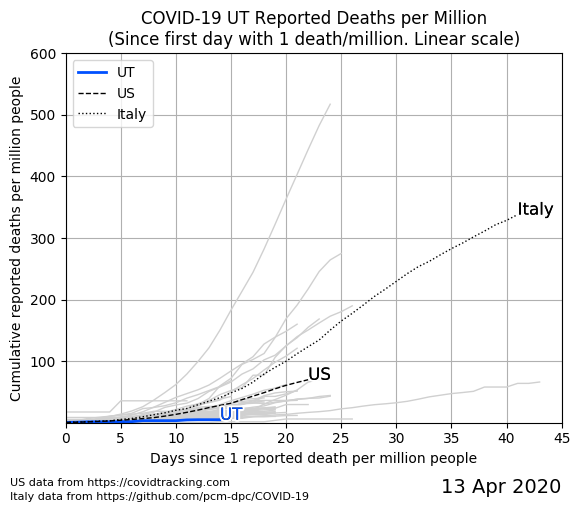 COVID-19 UT Reported Deaths per Million
(Since first day with 1 death/million. Linear scale)
Cumulative reported deaths per million people
600
500
400
300
200
100
UT
US
Italy
Italy
US
UT
0 5 10 15 20 25 30 35 40 45
Days since 1 reported death per million people
US data from https://covidtracking.com
Italy data from https://github.com/pcm-dpc/COVID-19
13 Apr 2020